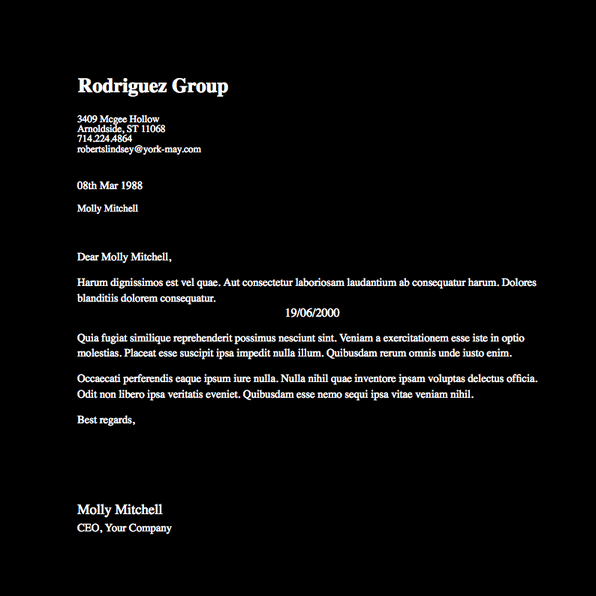 Rodriguez Group
3409 Mcgee Hollow
Arnoldside, ST 11068
714.224.4864
robertslindsey@york-may.com
08th Mar 1988
Molly Mitchell
Dear Molly Mitchell,
Harum dignissimos est vel quae. Aut consectetur laboriosam laudantium ab consequatur harum. Dolores
blanditiis dolorem consequatur.
19/06/2000
Quia fugiat similique reprehenderit possimus nesciunt sint. Veniam a exercitationem esse iste in optio
molestias. Placeat esse suscipit ipsa impedit nulla illum. Quibusdam rerum omnis unde iusto enim.
Occaecati perferendis eaque ipsum iure nulla. Nulla nihil quae inventore ipsam voluptas delectus officia.
Odit non libero ipsa veritatis eveniet. Quibusdam esse nemo sequi ipsa vitae veniam nihil.
Best regards,
Molly Mitchell
CEO, Your Company